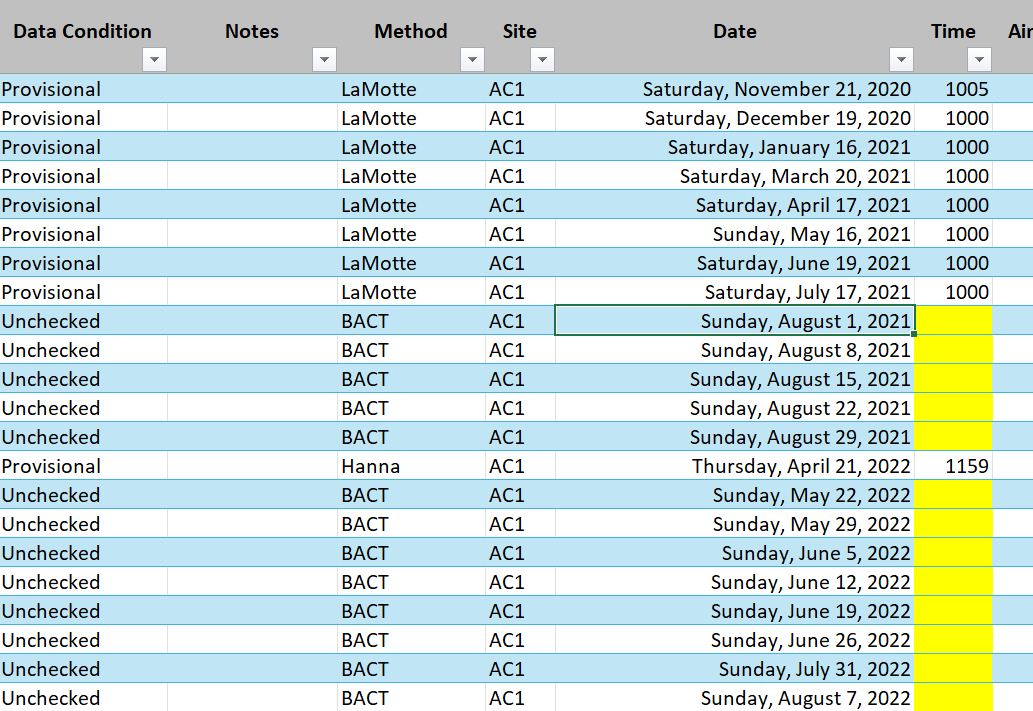 Data Condition Notes Method Site Date Time Air
Provisional LaMotte AC1 Saturday, November 21, 2020 1005
Provisional LaMotte AC1 Saturday, December 19, 2020 1000
Provisional LaMotte AC1 Saturday, January 16, 2021 1000
Provisional LaMotte AC1 Saturday, March 20, 2021 1000
Provisional LaMotte AC1 Saturday, April 17, 2021 1000
Provisional LaMotte AC1 Sunday, May 16, 2021 1000
Provisional LaMotte AC1 Saturday, June 19, 2021 1000
Provisional LaMotte AC1 Saturday, July 17, 2021 1000
Unchecked BACT AC1 Sunday, August 1, 2021
Unchecked BACT AC1 Sunday, August 8, 2021
Unchecked BACT AC1 Sunday, August 15, 2021
Unchecked BACT AC1 Sunday, August 22, 2021
Unchecked BACT AC1 Sunday, August 29, 2021
Provisional Hanna AC1 Thursday, April 21, 2022 1159
Unchecked BACT AC1 Sunday, May 22, 2022
Unchecked BACT AC1 Sunday, May 29, 2022
Unchecked BACT AC1 Sunday, June 5, 2022
Unchecked BACT AC1 Sunday, June 12, 2022
Unchecked BACT AC1 Sunday, June 19, 2022
Unchecked BACT AC1 Sunday, June 26, 2022
Unchecked BACT AC1 Sunday, July 31, 2022
Unchecked BACT AC1 Sunday, August 7, 2022